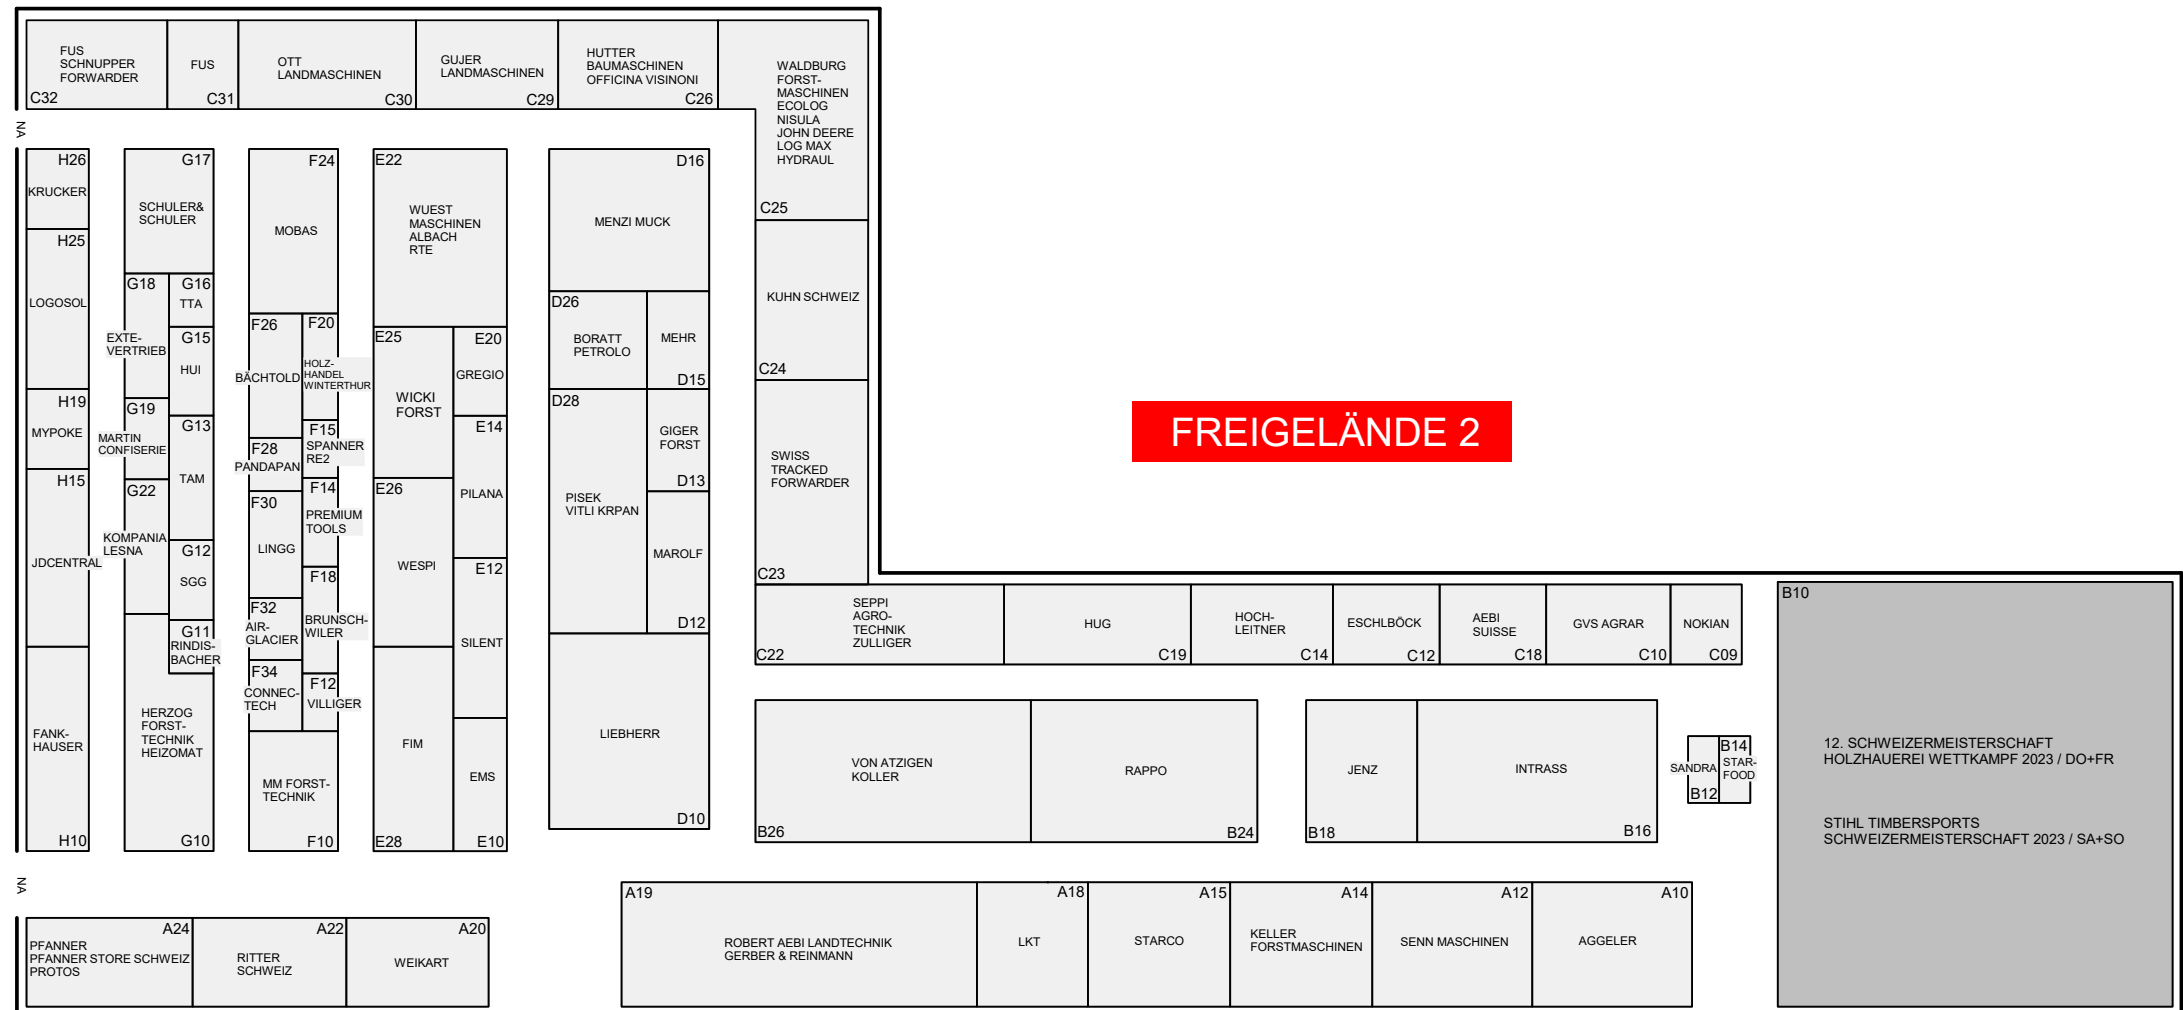 FUS
SCHNUPPER
FORWARDER
C32
FUS
C31
OTT
LANDMASCHINEN
C30
GUJER
LANDMASCHINEN
C29
HUTTER
BAUMASCHINEN
OFFICINA VISINONI
C26
WALDBURG
FORST-
MASCHINEN
ECOLOG
NISULA
JOHN DEERE
LOG MAX
HYDRAUL
C25
NA
H26
KRUCKER
H25
LOGOSOL
H19
MYPOKE
H15
JDCENTRAL
FANK-
HAUSER
H10
G17
SCHULER&
SCHULER
G18
EXTE-
VERTRIEB
G16
TTA
G15
HUI
G19
MARTIN
CONFISERIE
G13
TAM
G22
KOMPANIA
LESNA
G12
SGG
G11
RINDIS-
BACHER
HERZOG
FORST-
TECHNIK
HEIZOMAT
G10
F24
MOBAS
F26
BÄCHTOLD
F20
HOLZ-
HANDEL
WINTERTHUR
F15
SPANNER
RE2
F28
PANDAPAN
F14
PREMIUM
TOOLS
F30
LINGG
F18
BRUNSCH-
WILER
F32
AIR-
GLACIER
F34
CONNEC-
TECH
F12
VILLIGER
MM FORST-
TECHNIK
F10
E22
WUEST
MASCHINEN
ALBACH
RTE
E25
WICKI
FORST
E20
GREGIO
E14
PILANA
E26
WESPI
E12
SILENT
FIM
E28
EMS
E10
D16
MENZI MUCK
D26
BORATT
PETROLO
MEHR
D15
D28
PISEK
VITLI KRPAN
GIGER
FORST
D13
MAROLF
D12
LIEBHERR
D10
KUHN SCHWEIZ
C24
SWISS
TRACKED
FORWARDER
C23
FREIGELÄNDE 2
SEPPI
AGRO-
TECHNIK
ZULLIGER
C22
HUG
C19
HOCH-
LEITNER
C14
ESCHLBÖCK
C12
AEBI
SUISSE
C18
GVS AGRAR
C10
NOKIAN
C09
VON ATZIGEN
KOLLER
B26
RAPPO
B24
JENZ
B18
INTRASS
B16
SANDRA
B12
B14
STAR-
FOOD
B10
12. SCHWEIZERMEISTERSCHAFT
HOLZHAUEREI WETTKAMPF 2023 / DO+FR
STIHL TIMBERSPORTS
SCHWEIZERMEISTERSCHAFT 2023 / SA+SO
NA
A24
PFANNER
PFANNER STORE SCHWEIZ
PROTOS
A22
RITTER
SCHWEIZ
A20
WEIKART
A19
ROBERT AEBI LANDTECHNIK
GERBER & REINMANN
A18
LKT
A15
STARCO
A14
KELLER
FORSTMASCHINEN
A12
SENN MASCHINEN
A10
AGGELER